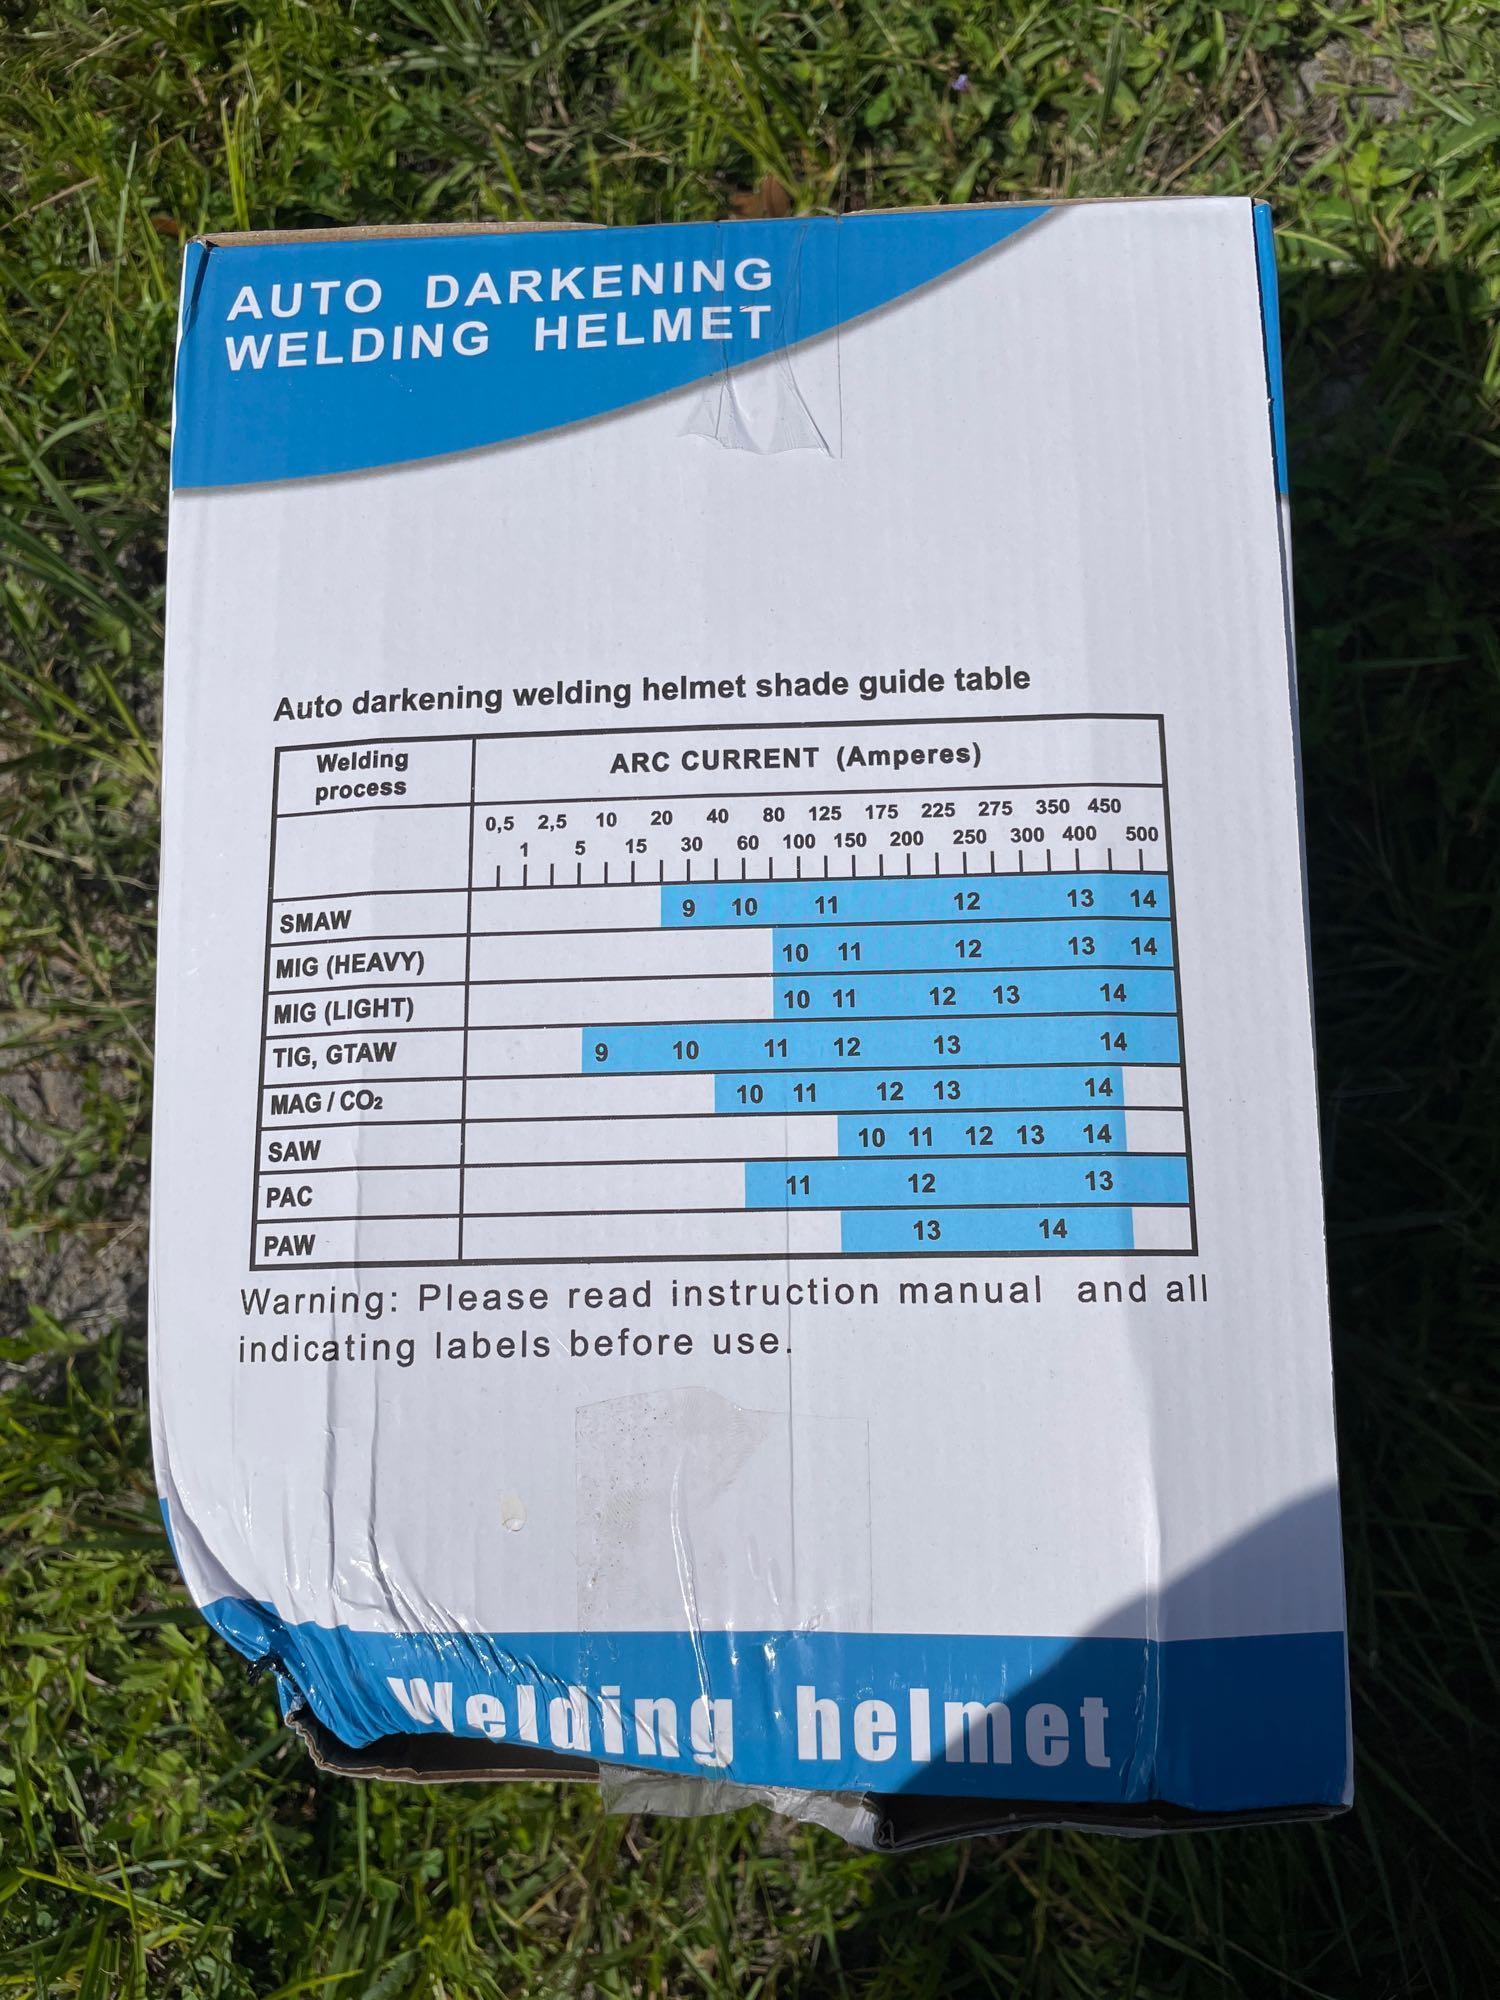 AUTO DARKENING
WELDING HELMET
Auto darkening welding helmet shade guide table
Welding process ARC CURRENT (Amperes)
0,5 2,5 10 20 40 80 125 175 225 275 350 450
1 5 15 30 60 100 150 200 250 300 400 500
SMAW 9 10 11 12 13 14
MIG (HEAVY) 10 11 12 13 14
MIG (LIGHT) 10 11 12 13 14
TIG, GTAW 9 10 11 12 13 14
MAG / CO₂ 10 11 12 13 14
SAW 10 11 12 13 14
PAC 11 12 13
PAW 13 14
Warning: Please read instruction manual and all
indicating labels before use.
Welding helmet